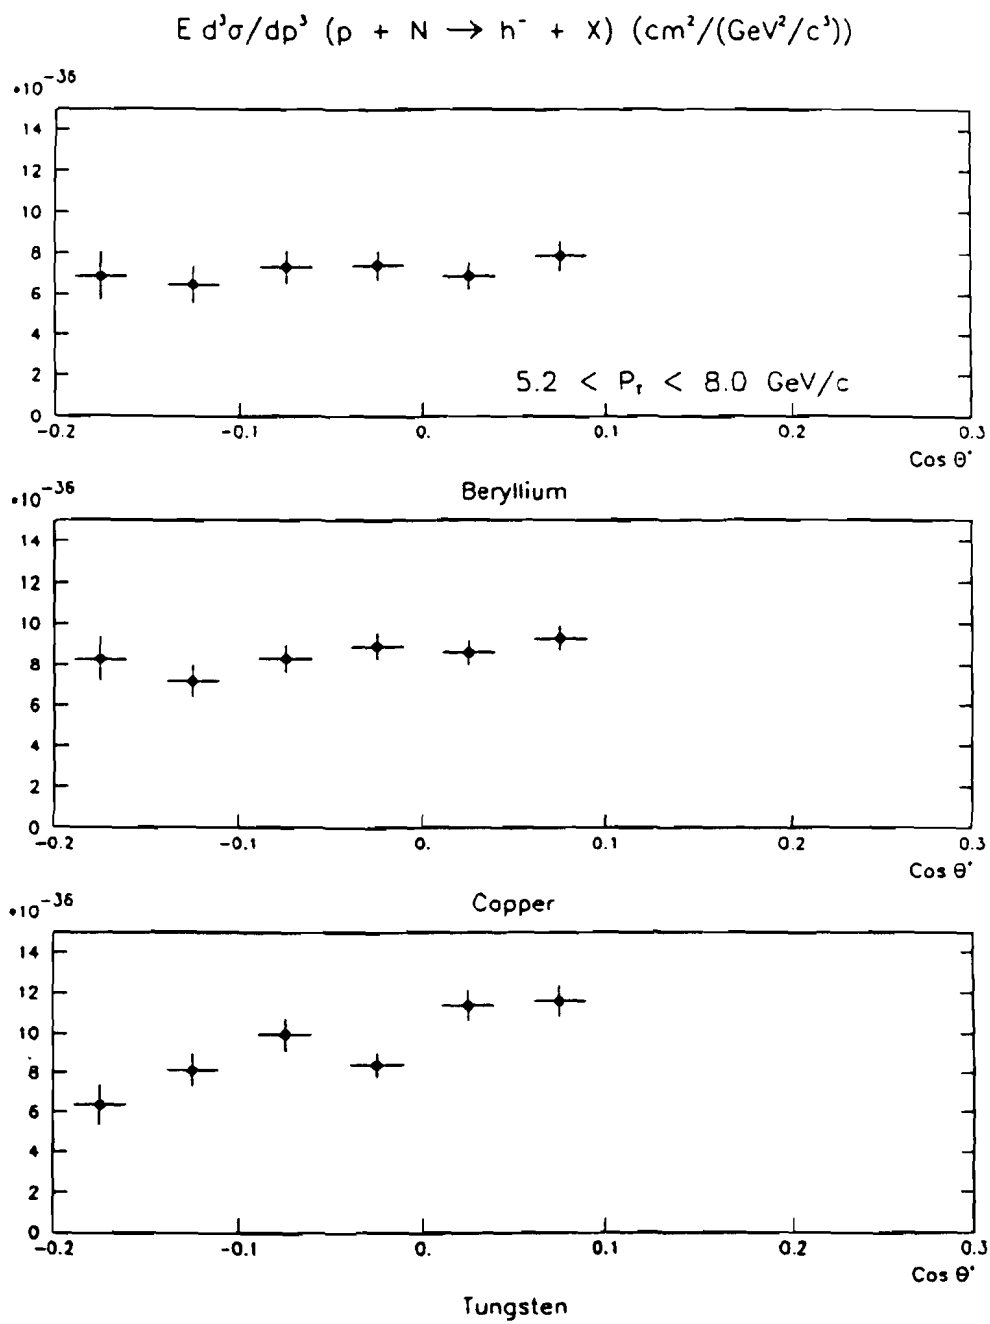 E d³σ/dp³ (p + N → h⁻ + X) (cm²/(GeV²/c³))
*10⁻³⁶
14
12
10
8
6
4
2
0
-0.2 -0.1 0. 0.1 0.2 0.3
5.2 < P_T < 8.0 GeV/c
Cos θ*
Beryllium
*10⁻³⁶
14
12
10
8
6
4
2
0
-0.2 -0.1 0. 0.1 0.2 0.3
Cos θ*
Copper
*10⁻³⁶
14
12
10
8
6
4
2
0
-0.2 -0.1 0. 0.1 0.2 0.3
Cos θ*
Tungsten